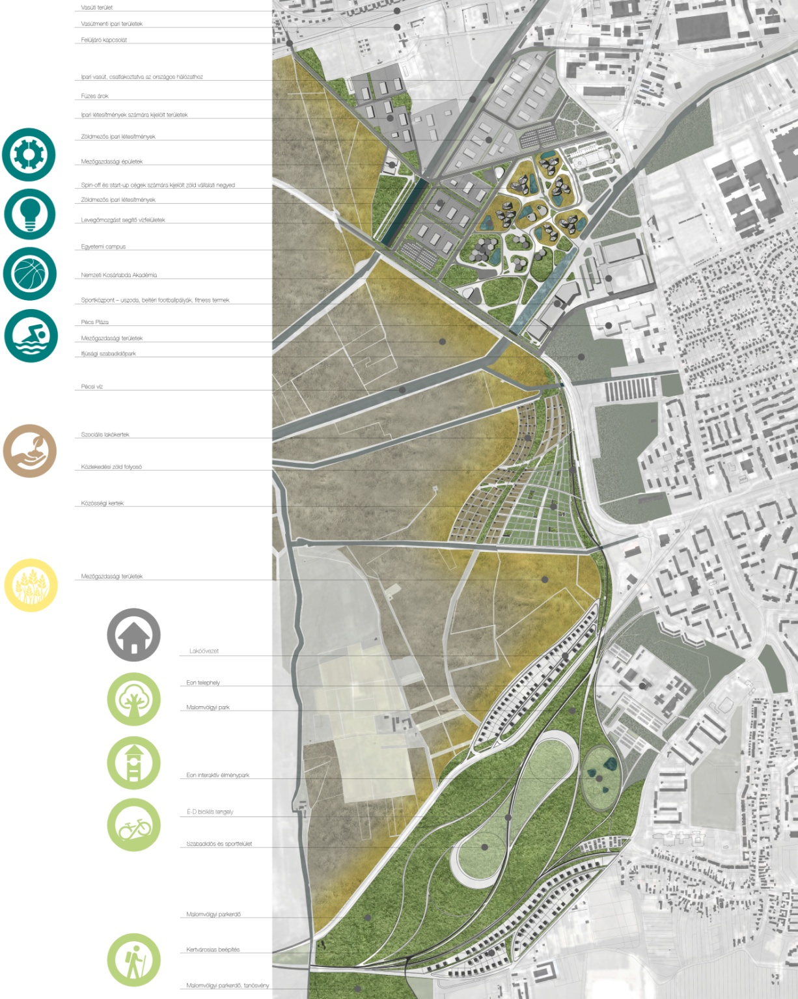 Vasúti terület
Vasútmenti ipari területek
Felüljáró kapcsolat
Ipari vasút, csatlakoztatva az országos hálózathoz
Füzes árok
Ipari létesítmények számára kijelölt területek
Zöldmezős ipari létesítmények
Mezőgazdasági épületek
Spin-off és start-up cégek számára kijelölt zöld vállalati negyed
Zöldmezős ipari létesítmények
Levegőmozgást segítő vízfelületek
Egyetemi campus
Nemzeti Kosárlabda Akadémia
Sportközpont – uszoda, beltéri footballpályák, fitness termek
Pécs Pláza
Mezőgazdasági területek
Ifjúsági szabadidőpark
Pécsi víz
Szociális lakókertek
Közlekedési zöld folyosó
Közösségi kertek
Mezőgazdasági területek
Lakóövezet
Eon telephely
Malomvölgyi park
Eon interaktív élménypark
É-D biciklis tengely
Szabadidős és sportfelület
Malomvölgyi parkerdő
Kertvárosias beépítés
Malomvölgyi parkerdő, tanösvény